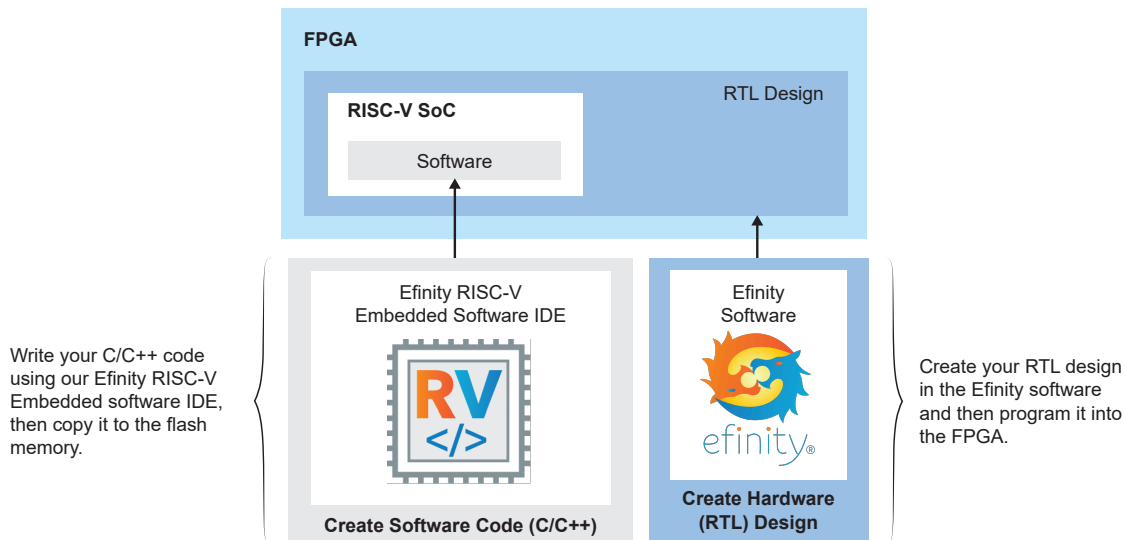 FPGA
RTL Design
RISC-V SoC
Software
Efinity RISC-V
Embedded Software IDE
RV
</>
Create Software Code (C/C++)
Efinity
Software
efinity®
Create Hardware
(RTL) Design
Write your C/C++ code
using our Efinity RISC-V
Embedded software IDE,
then copy it to the flash
memory.
Create your RTL design
in the Efinity software
and then program it into
the FPGA.